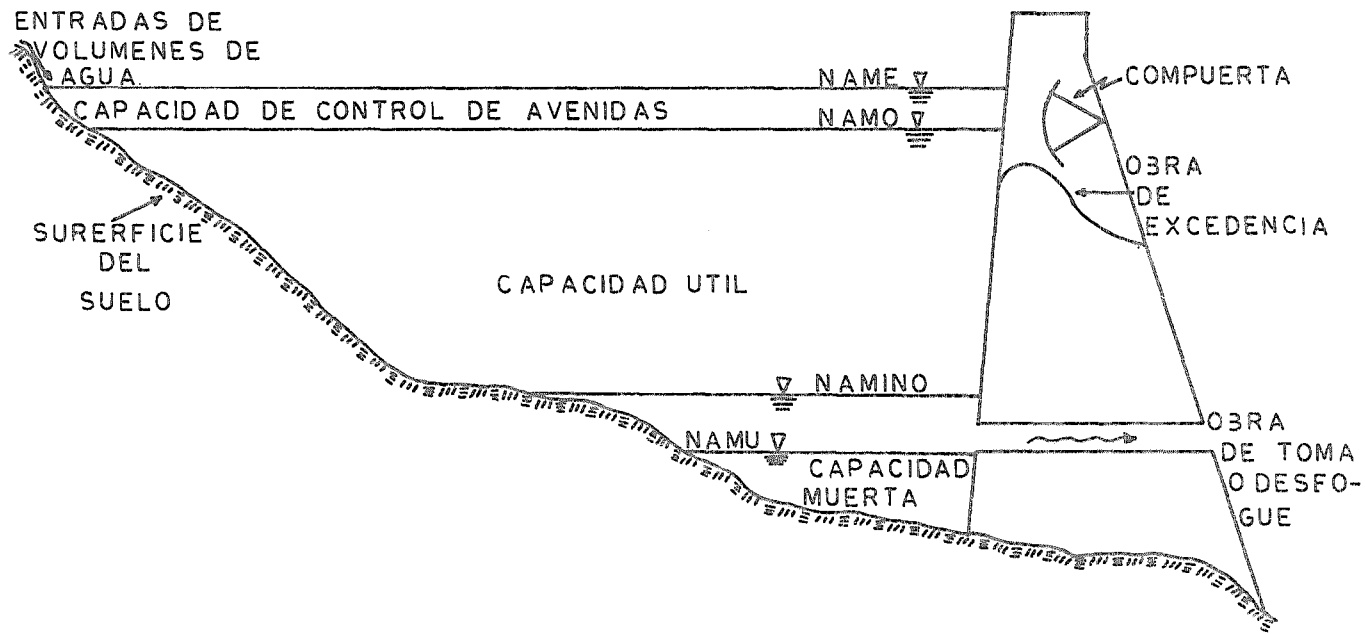 ENTRADAS DE
VOLUMENES DE
AGUA.
NAME
COMPUERTA
CAPACIDAD DE CONTROL DE AVENIDAS
NAMO
OBRA
DE
EXCEDENCIA
SURERFICIE
DEL
SUELO
CAPACIDAD UTIL
NAMINO
OBRA
DE TOMA
O DESFO-
GUE
NAMU
CAPACIDAD
MUERTA